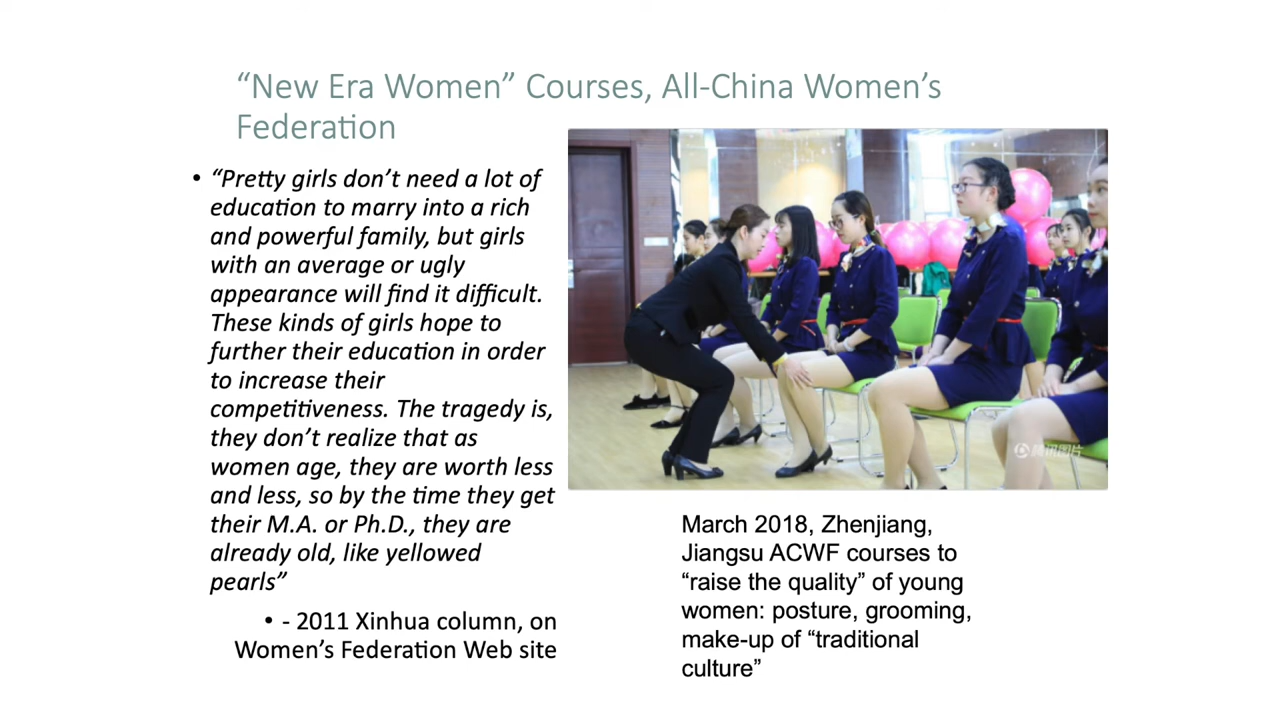 “New Era Women” Courses, All-China Women’s
Federation
• “Pretty girls don’t need a lot of
education to marry into a rich
and powerful family, but girls
with an average or ugly
appearance will find it difficult.
These kinds of girls hope to
further their education in order
to increase their
competitiveness. The tragedy is,
they don’t realize that as
women age, they are worth less
and less, so by the time they get
their M.A. or Ph.D., they are
already old, like yellowed
pearls”
• - 2011 Xinhua column, on
Women’s Federation Web site
腾讯图片
March 2018, Zhenjiang,
Jiangsu ACWF courses to
“raise the quality” of young
women: posture, grooming,
make-up of “traditional
culture”